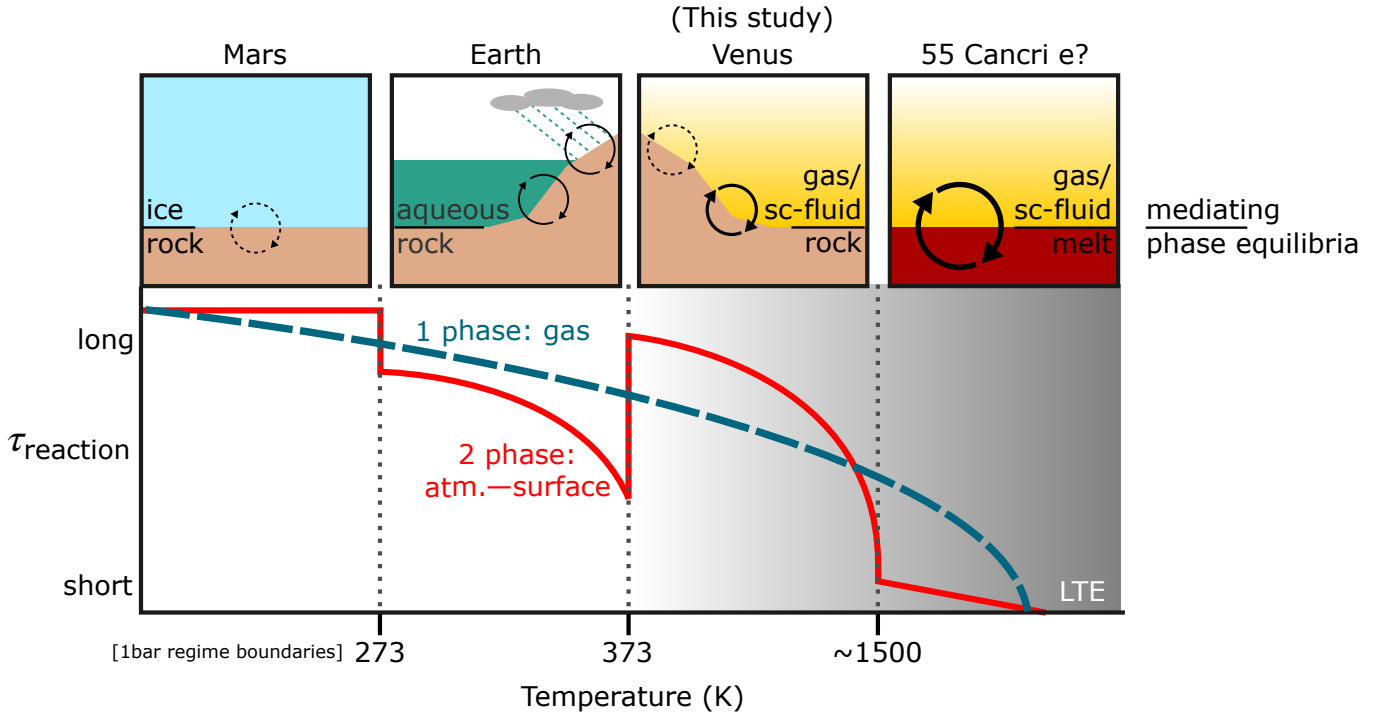 (This study)
Mars
Earth
Venus
55 Cancri e?
ice
rock
aqueous
rock
gas/
sc-fluid
rock
gas/
sc-fluid
melt
mediating
phase equilibria
long
τreaction
short
1 phase: gas
2 phase:
atm.—surface
LTE
[1bar regime boundaries]
273
373
~1500
Temperature (K)